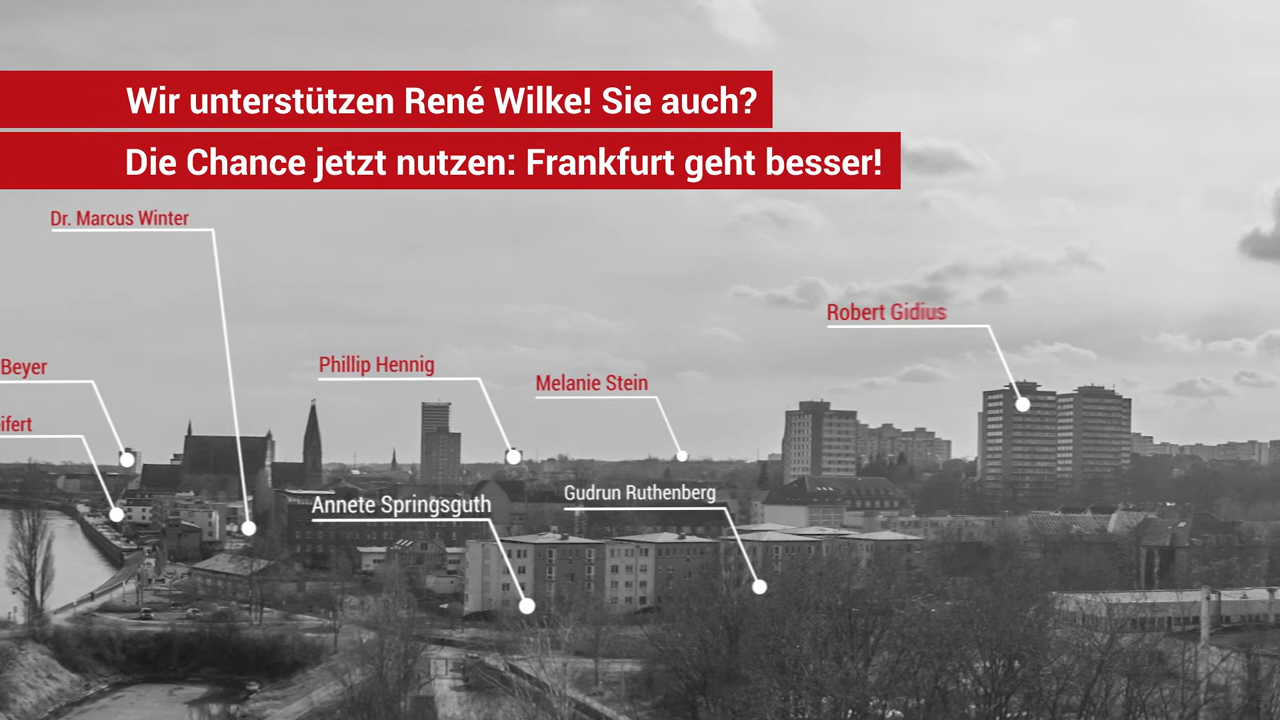 Wir unterstützen René Wilke! Sie auch?
Die Chance jetzt nutzen: Frankfurt geht besser!
Dr. Marcus Winter
Robert Gidius
Beyer
Phillip Hennig
Melanie Stein
eifert
Annete Springsguth
Gudrun Ruthenberg